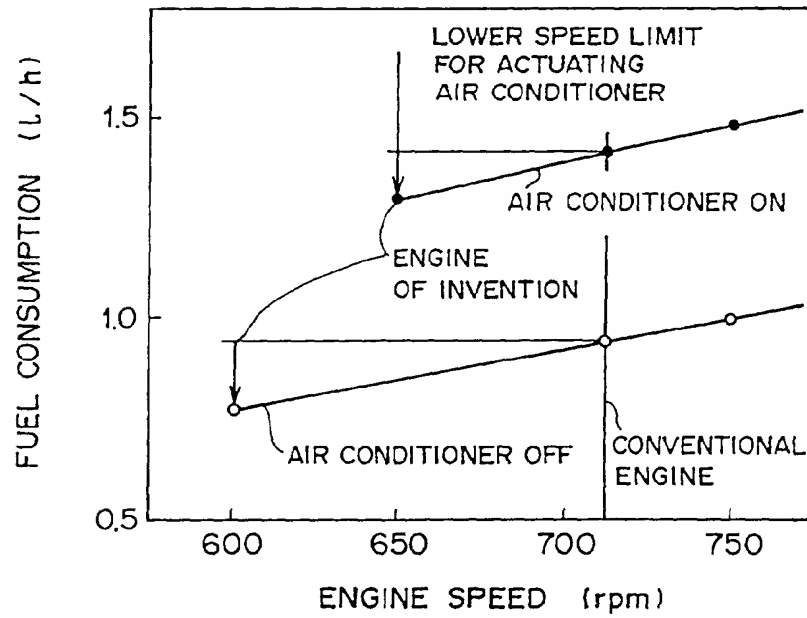 LOWER SPEED LIMIT
FOR ACTUATING
AIR CONDITIONER
1.5
AIR CONDITIONER ON
ENGINE
OF INVENTION
1.0
AIR CONDITIONER OFF
CONVENTIONAL
ENGINE
0.5
600 650 700 750
FUEL CONSUMPTION (l/h)
ENGINE SPEED (rpm)